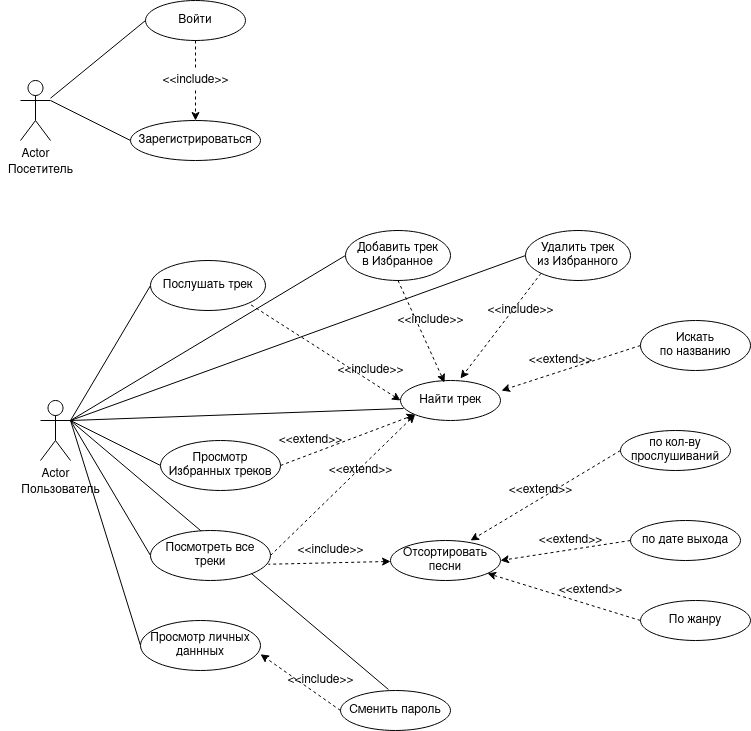 Войти
<<include>>
Зарегистрироваться
Actor
Посетитель
Добавить трек
в Избранное
Удалить трек
из Избранного
Послушать трек
<<include>>
<<include>>
Искать
по названию
<<extend>>
<<include>>
Найти трек
Actor
Пользователь
Просмотр
Избранных треков
<<extend>>
<<extend>>
по кол-ву
прослушиваний
<<extend>>
Посмотреть все
треки
<<include>>
Отсортировать
песни
<<extend>>
по дате выхода
<<extend>>
По жанру
Просмотр личных
даннных
<<include>>
Сменить пароль